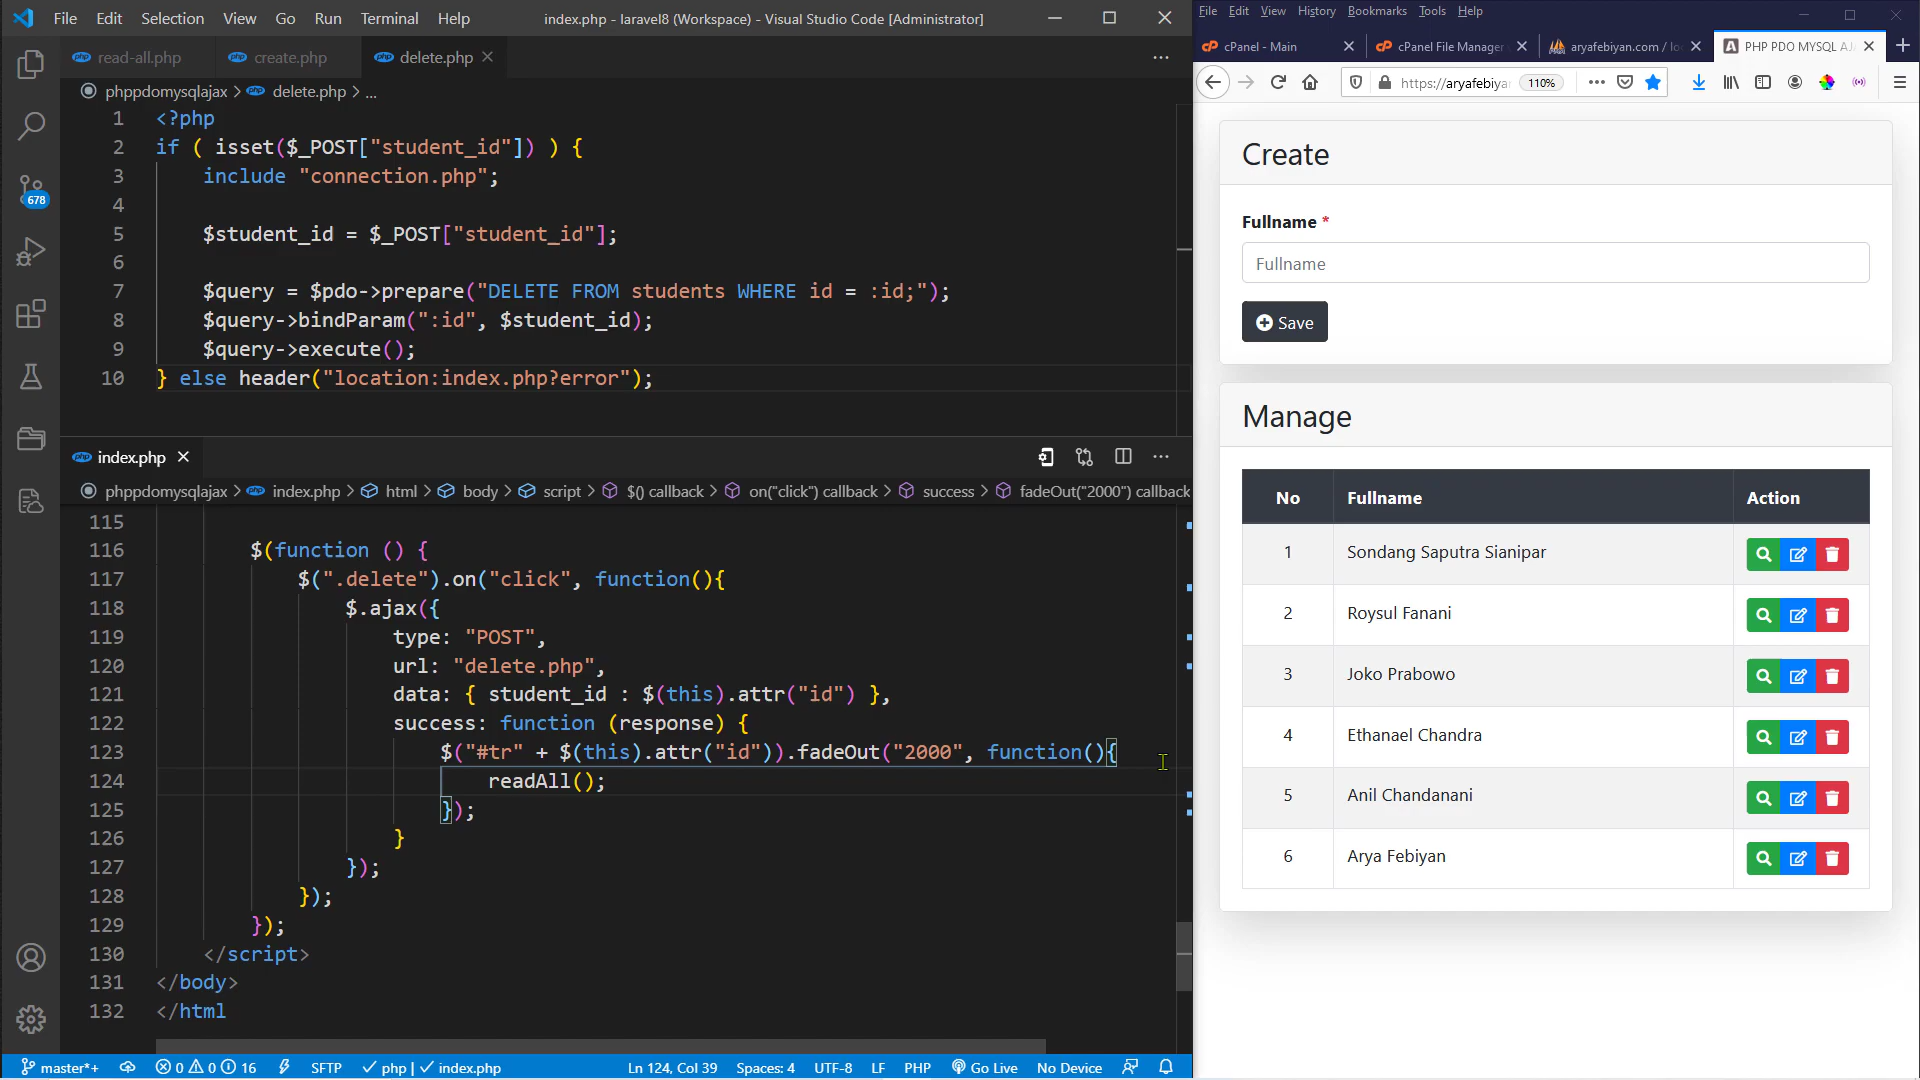 File Edit Selection View Go Run Terminal Help
index.php - laravel8 (Workspace) - Visual Studio Code [Administrator]
read-all.php
create.php
delete.php
phppdomysqlajax > delete.php > ...
1 <?php
2 if ( isset($_POST["student_id"]) ) {
3 include "connection.php";
4
5 $student_id = $_POST["student_id"];
6
7 $query = $pdo->prepare("DELETE FROM students WHERE id = :id;");
8 $query->bindParam(":id", $student_id);
9 $query->execute();
10 } else header("location:index.php?error");
678
index.php
phppdomysqlajax > index.php > html > body > script > $() callback > on("click") callback > success > fadeOut("2000") callback
115
116 $(function () {
117 $(".delete").on("click", function(){
118 $.ajax({
119 type: "POST",
120 url: "delete.php",
121 data: { student_id : $(this).attr("id") },
122 success: function (response) {
123 $("#tr" + $(this).attr("id")).fadeOut("2000", function(){
124 readAll();
125 });
126 }
127 });
128 });
129 });
130 </script>
131 </body>
132 </html
master*+ 0 0 16 SFTP php | index.php Ln 124, Col 39 Spaces: 4 UTF-8 LF PHP Go Live No Device
File Edit View History Bookmarks Tools Help
cPanel - Main
cPanel File Manager
aryafebiyan.com / lo
PHP PDO MYSQL AJ
https://aryafebiyan 110%
Create
Fullname *
Fullname
Save
Manage
No Fullname Action
1 Sondang Saputra Sianipar
2 Roysul Fanani
3 Joko Prabowo
4 Ethanael Chandra
5 Anil Chandanani
6 Arya Febiyan